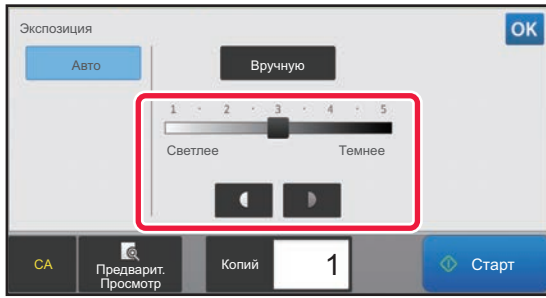 Экспозиция
OK
Авто
Вручную
1 · 2 · 3 · 4 · 5
Светлее
Темнее
CA
Предварит.
Просмотр
Копий
1
Старт